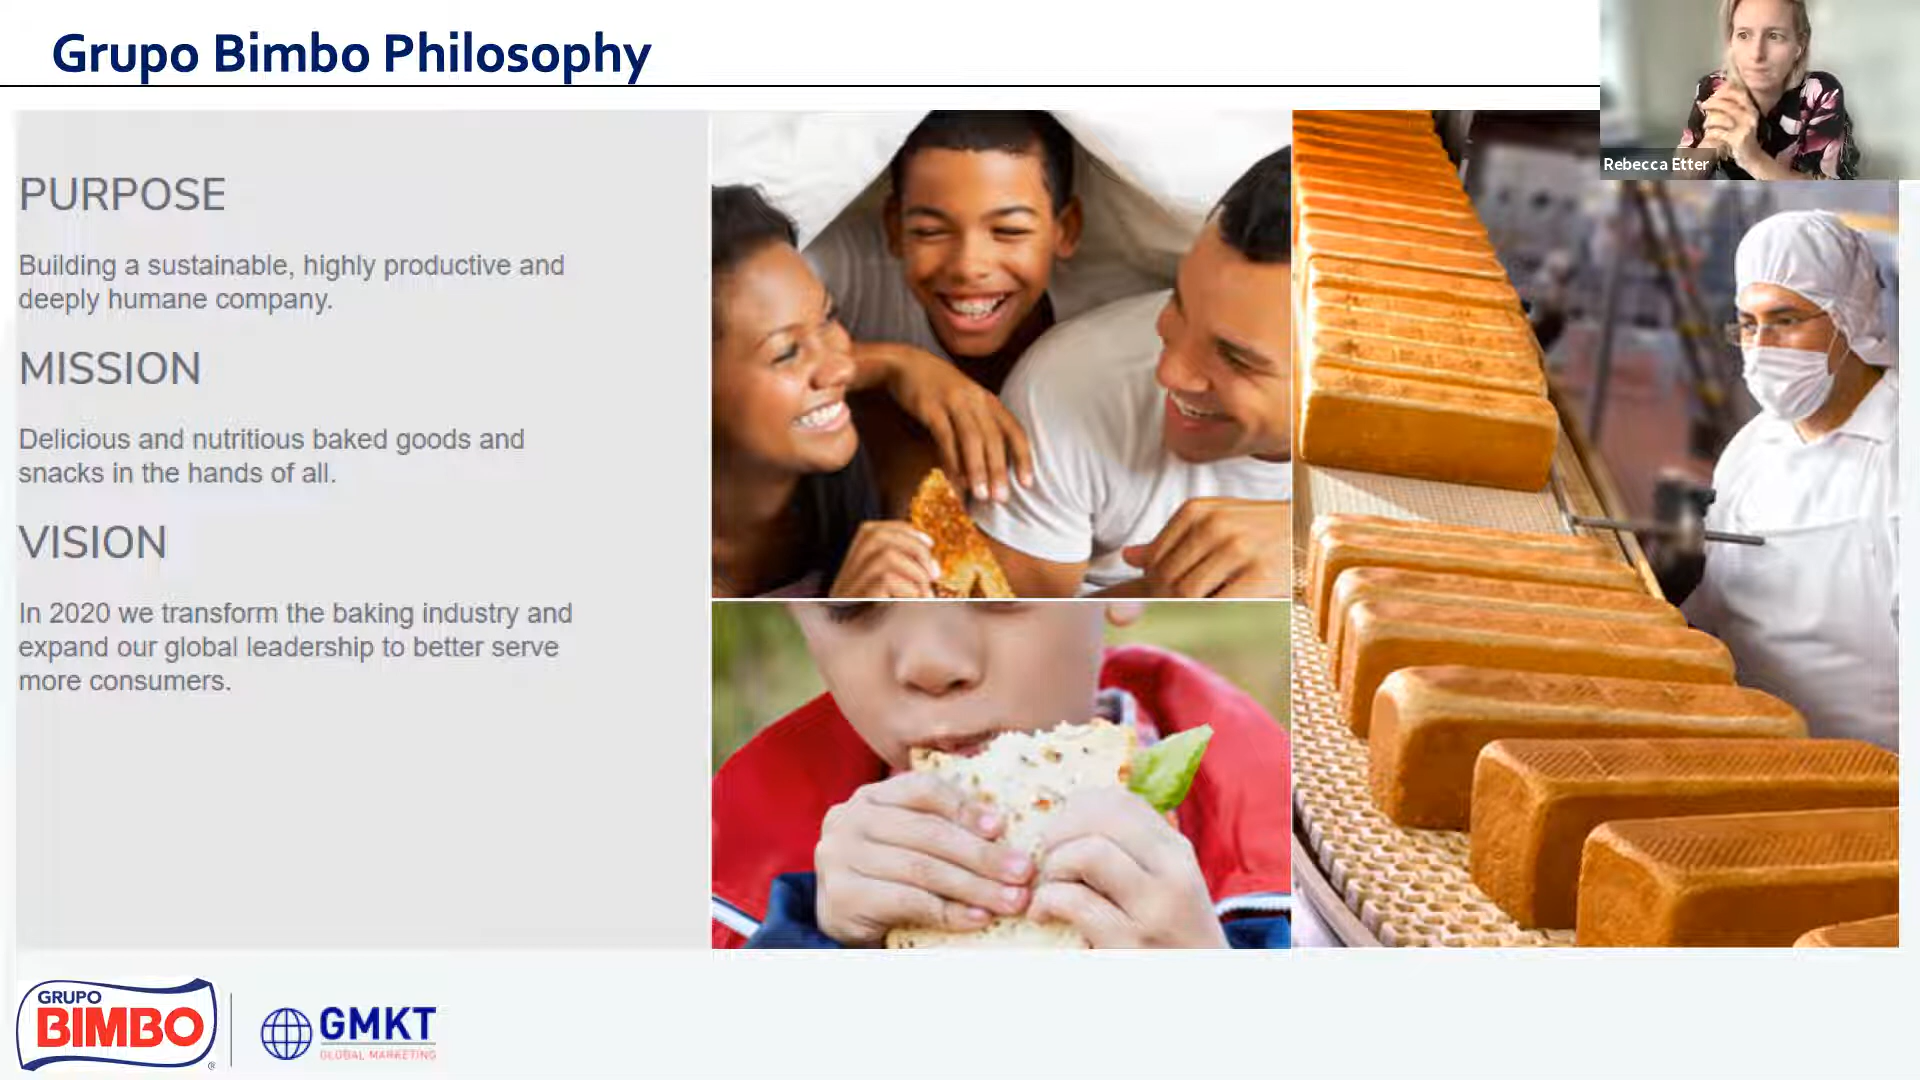 Grupo Bimbo Philosophy
Rebecca Etter
PURPOSE
Building a sustainable, highly productive and
deeply humane company.
MISSION
Delicious and nutritious baked goods and
snacks in the hands of all.
VISION
In 2020 we transform the baking industry and
expand our global leadership to better serve
more consumers.
GRUPO
BIMBO
®
GMKT
GLOBAL MARKETING